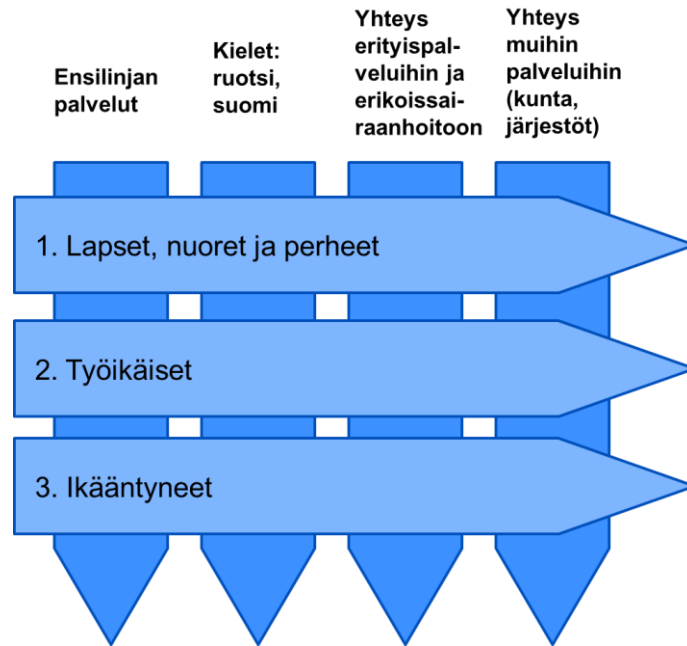 Ensilinjan
palvelut
Kielet:
ruotsi,
suomi
Yhteys
erityispal-
veluihin ja
erikoissai-
raanhoitoon
Yhteys
muihin
palveluihin
(kunta,
järjestöt)
1. Lapset, nuoret ja perheet
2. Työikäiset
3. Ikääntyneet